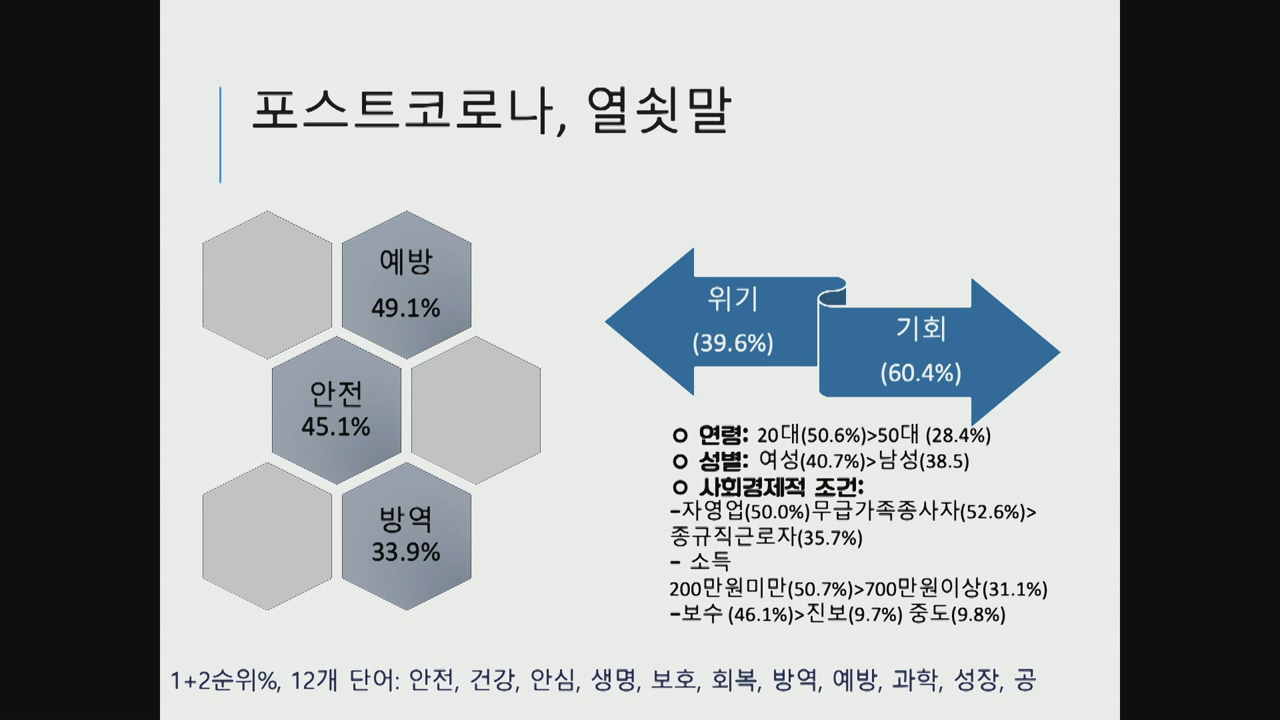 포스트코로나, 열쇳말
예방
49.1%
안전
45.1%
방역
33.9%
위기
(39.6%)
기회
(60.4%)
연령: 20대(50.6%)>50대 (28.4%)
성별: 여성(40.7%)>남성(38.5)
사회경제적 조건:
-자영업(50.0%)무급가족종사자(52.6%)>
종규직근로자(35.7%)
- 소득
200만원미만(50.7%)>700만원이상(31.1%)
-보수 (46.1%)>진보(9.7%) 중도(9.8%)
1+2순위%, 12개 단어: 안전, 건강, 안심, 생명, 보호, 회복, 방역, 예방, 과학, 성장, 공